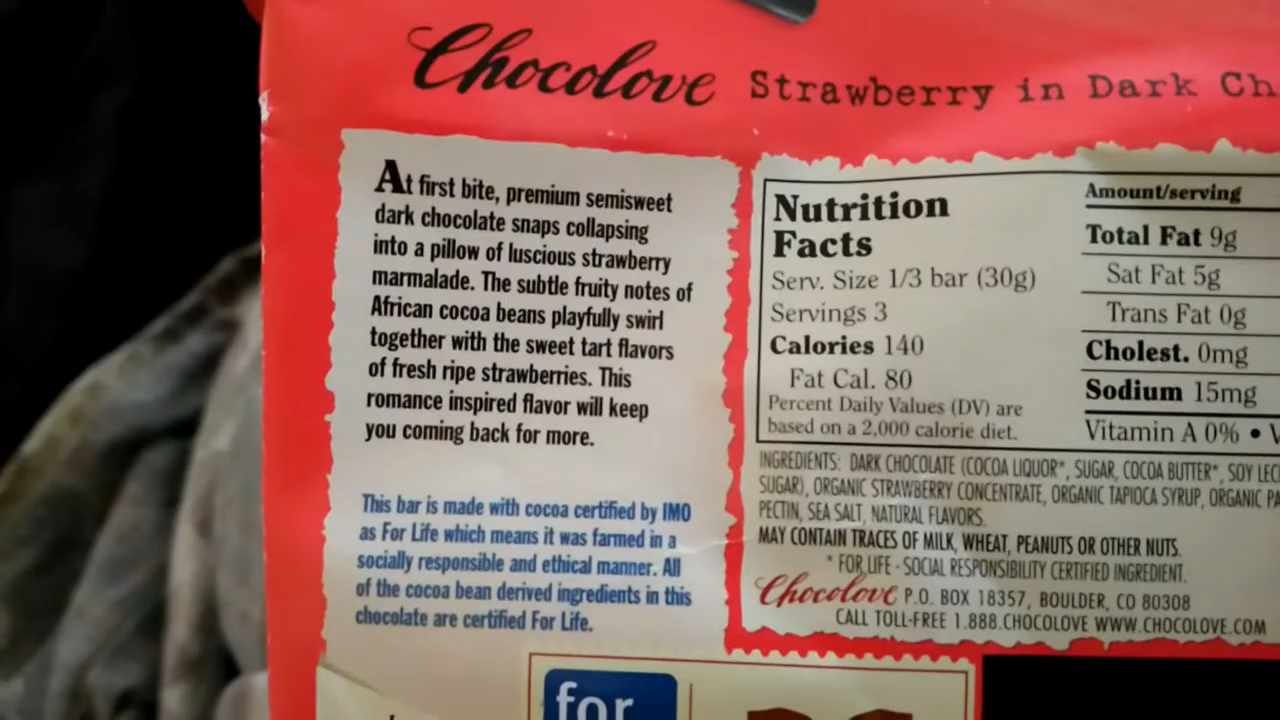 Chocolove Strawberry in Dark Ch
At first bite, premium semisweet
dark chocolate snaps collapsing
into a pillow of luscious strawberry
marmalade. The subtle fruity notes of
African cocoa beans playfully swirl
together with the sweet tart flavors
of fresh ripe strawberries. This
romance inspired flavor will keep
you coming back for more.
This bar is made with cocoa certified by IMO
as For Life which means it was farmed in a
socially responsible and ethical manner. All
of the cocoa bean derived ingredients in this
chocolate are certified For Life.
for
Nutrition
Facts
Serv. Size 1/3 bar (30g)
Servings 3
Calories 140
Fat Cal. 80
Percent Daily Values (DV) are
based on a 2,000 calorie diet.
Amount/serving
Total Fat 9g
Sat Fat 5g
Trans Fat 0g
Cholest. 0mg
Sodium 15mg
Vitamin A 0% •
INGREDIENTS: DARK CHOCOLATE (COCOA LIQUOR*, SUGAR, COCOA BUTTER*, SOY LECI
SUGAR), ORGANIC STRAWBERRY CONCENTRATE, ORGANIC TAPIOCA SYRUP, ORGANIC PA
PECTIN, SEA SALT, NATURAL FLAVORS.
MAY CONTAIN TRACES OF MILK, WHEAT, PEANUTS OR OTHER NUTS.
* FOR LIFE - SOCIAL RESPONSIBILITY CERTIFIED INGREDIENT.
Chocolove P.O. BOX 18357, BOULDER, CO 80308
CALL TOLL-FREE 1.888.CHOCOLOVE WWW.CHOCOLOVE.COM